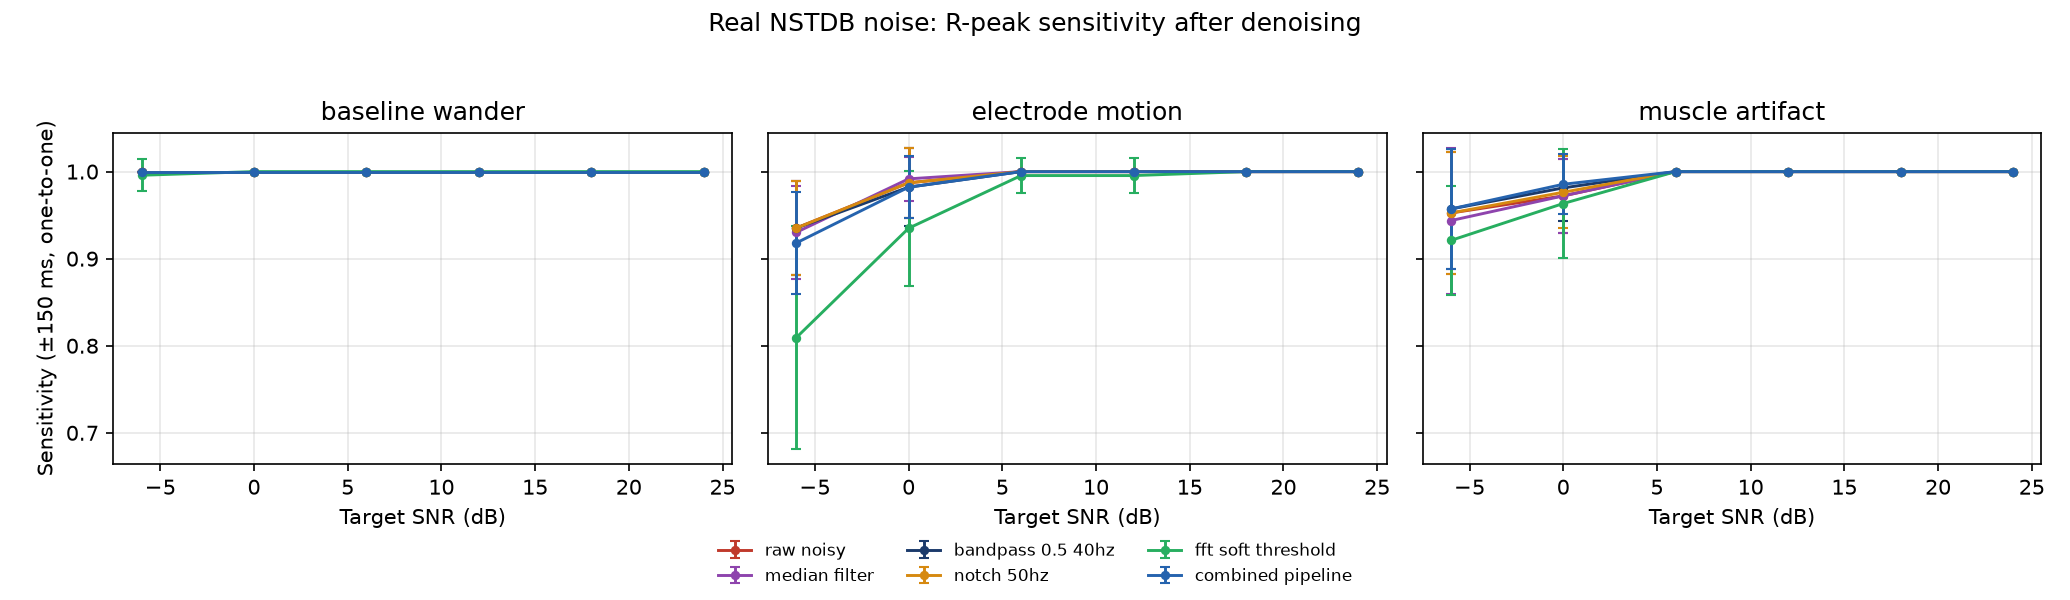 Real NSTDB noise: R-peak sensitivity after denoising
baseline wander
electrode motion
muscle artifact
Sensitivity (±150 ms, one-to-one)
1.0
0.9
0.8
0.7
−5 0 5 10 15 20 25
−5 0 5 10 15 20 25
−5 0 5 10 15 20 25
Target SNR (dB)
Target SNR (dB)
Target SNR (dB)
raw noisy
median filter
bandpass 0.5 40hz
notch 50hz
fft soft threshold
combined pipeline